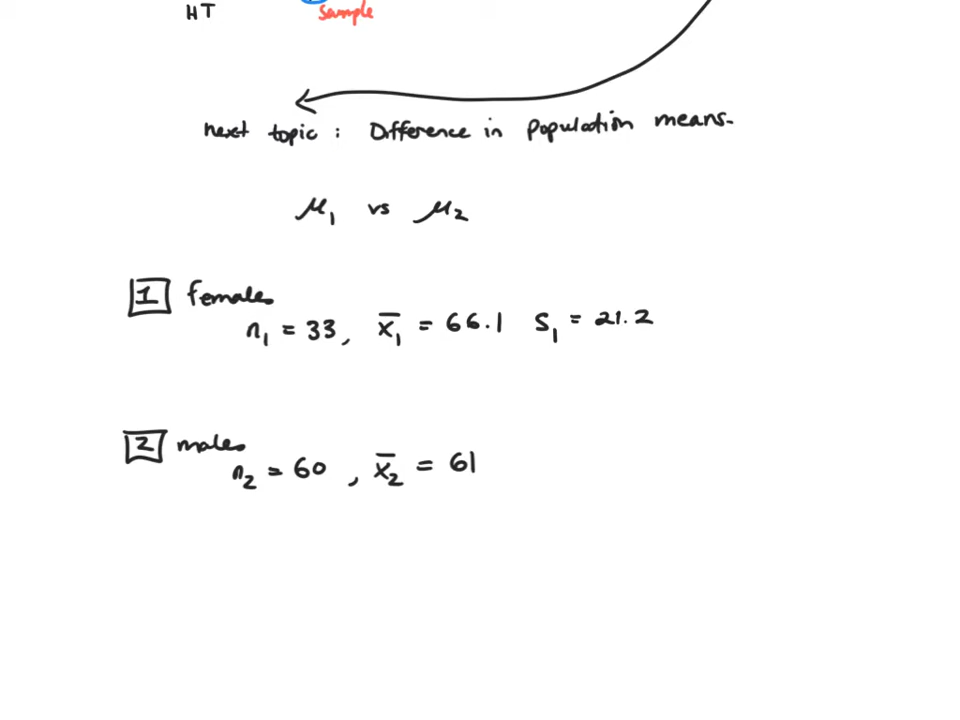 HT
sample
next topic : Difference in population means.
μ₁ vs μ₂
1 females
n₁ = 33, x̄₁ = 66.1 S₁ = 21.2
2 males
n₂ = 60 , x̄₂ = 61